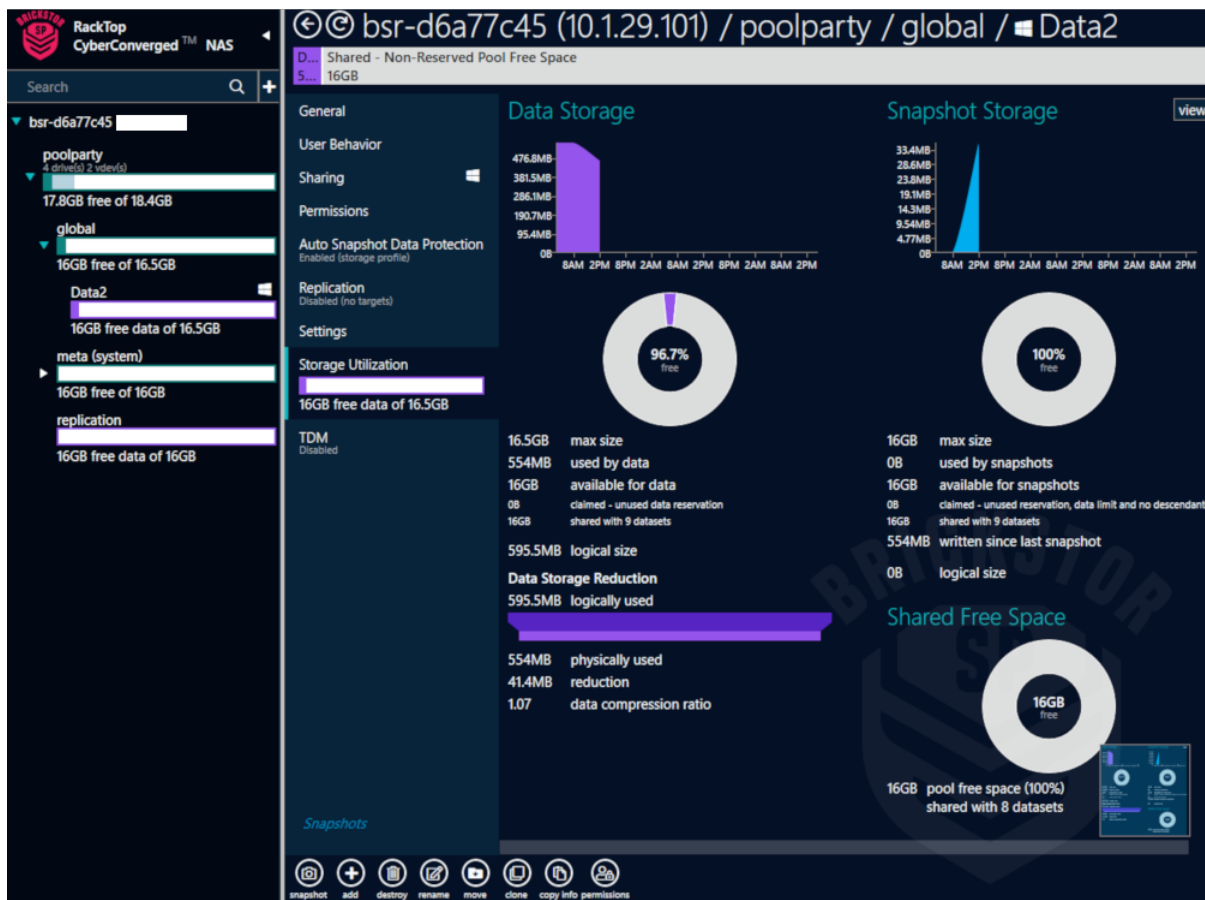 BRICKSTOR
SP
RackTop
CyberConverged ™ NAS
Search
bsr-d6a77c45
poolparty
4 drive(s) 2 vdev(s)
17.8GB free of 18.4GB
global
16GB free of 16.5GB
Data2
16GB free data of 16.5GB
meta (system)
16GB free of 16GB
replication
16GB free data of 16GB
bsr-d6a77c45 (10.1.29.101) / poolparty / global / Data2
D...
5...
Shared - Non-Reserved Pool Free Space
16GB
General
User Behavior
Sharing
Permissions
Auto Snapshot Data Protection
Enabled (storage profile)
Replication
Disabled (no targets)
Settings
Storage Utilization
16GB free data of 16.5GB
TDM
Disabled
Snapshots
Data Storage
476.8MB
381.5MB
286.1MB
190.7MB
95.4MB
0B
8AM 2PM 8PM 2AM 8AM 2PM 8PM 2AM 8AM 2PM
96.7%
free
16.5GB max size
554MB used by data
16GB available for data
0B claimed - unused data reservation
16GB shared with 9 datasets
595.5MB logical size
Data Storage Reduction
595.5MB logically used
554MB physically used
41.4MB reduction
1.07 data compression ratio
Snapshot Storage
view
33.4MB
28.6MB
23.8MB
19.1MB
14.3MB
9.54MB
4.77MB
0B
8AM 2PM 8PM 2AM 8AM 2PM 8PM 2AM 8AM 2PM
100%
free
16GB max size
0B used by snapshots
16GB available for snapshots
0B claimed - unused reservation, data limit and no descendant
16GB shared with 9 datasets
554MB written since last snapshot
0B logical size
Shared Free Space
16GB
free
16GB pool free space (100%)
shared with 8 datasets
BRICKSTOR
SP
snapshot add destroy rename move clone copy info permissions